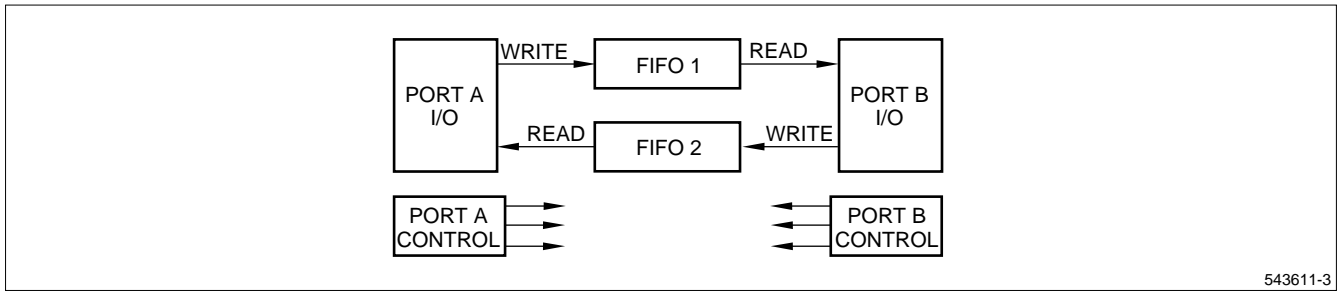 WRITE
READ
FIFO 1
PORT A
I/O
PORT B
I/O
READ
WRITE
FIFO 2
PORT A
CONTROL
PORT B
CONTROL
543611-3